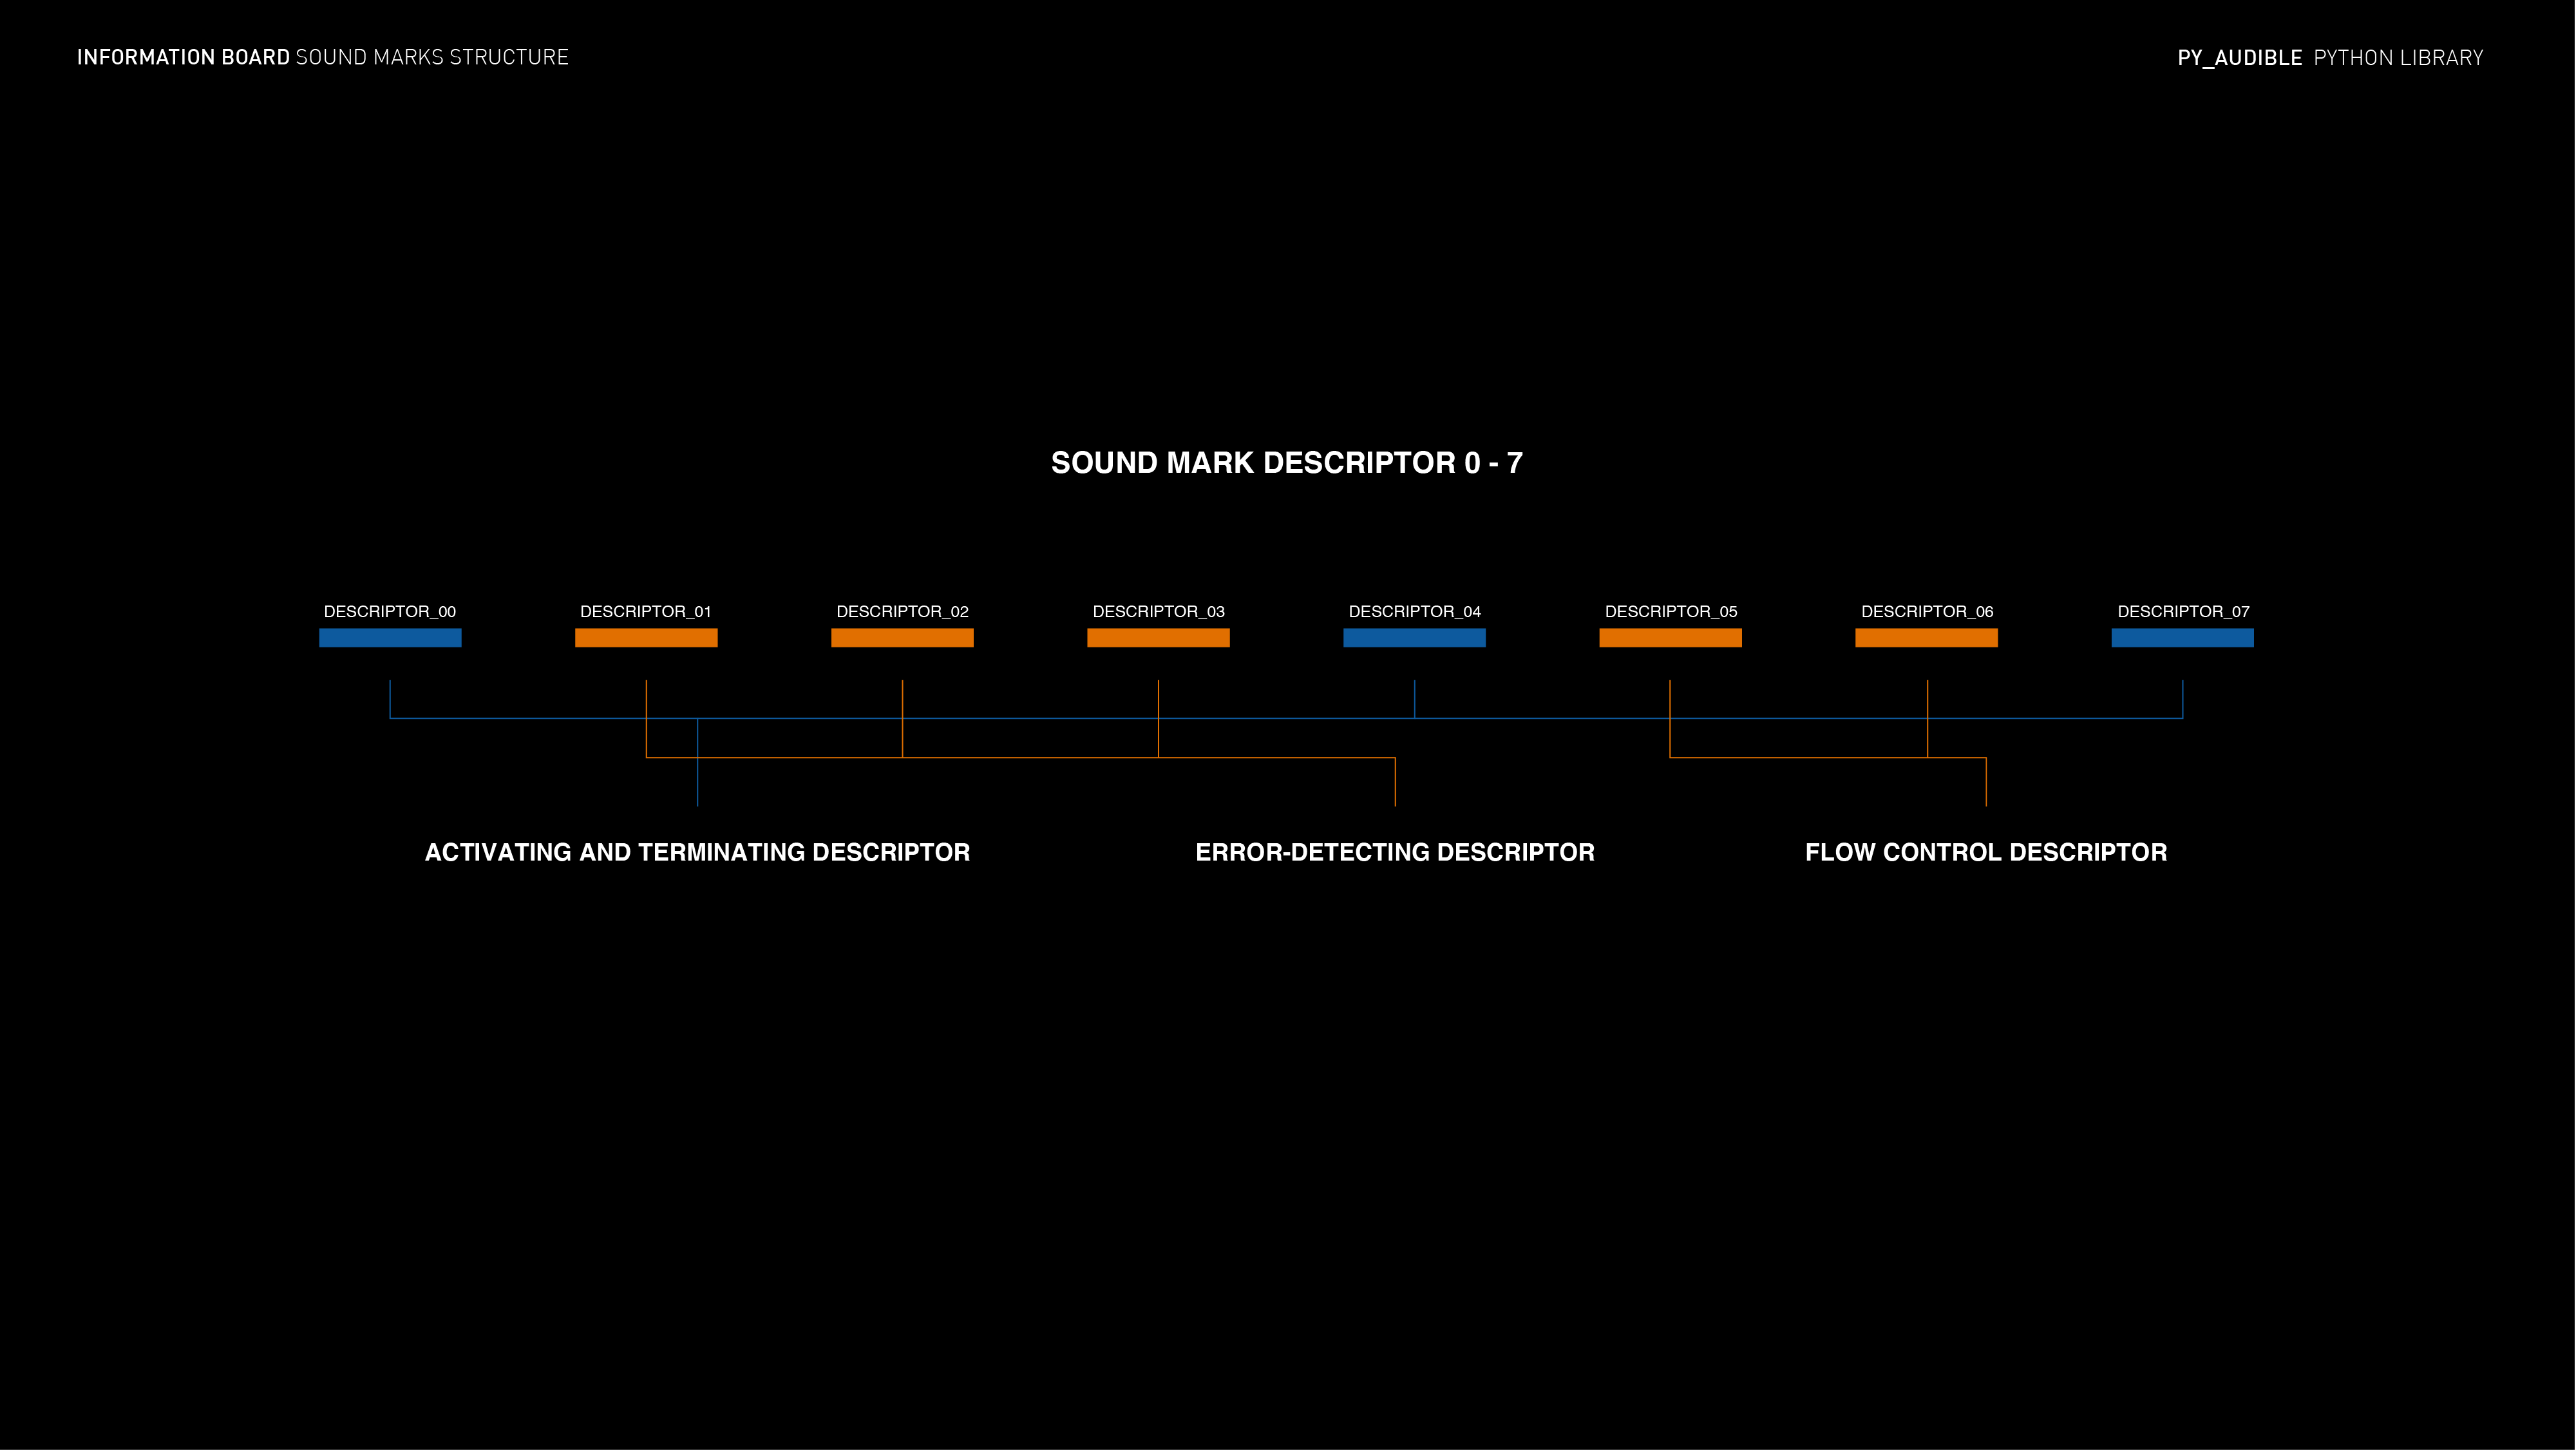 INFORMATION BOARD SOUND MARKS STRUCTURE
PY_AUDIBLE PYTHON LIBRARY
SOUND MARK DESCRIPTOR 0 - 7
DESCRIPTOR_00
DESCRIPTOR_01
DESCRIPTOR_02
DESCRIPTOR_03
DESCRIPTOR_04
DESCRIPTOR_05
DESCRIPTOR_06
DESCRIPTOR_07
ACTIVATING AND TERMINATING DESCRIPTOR
ERROR-DETECTING DESCRIPTOR
FLOW CONTROL DESCRIPTOR